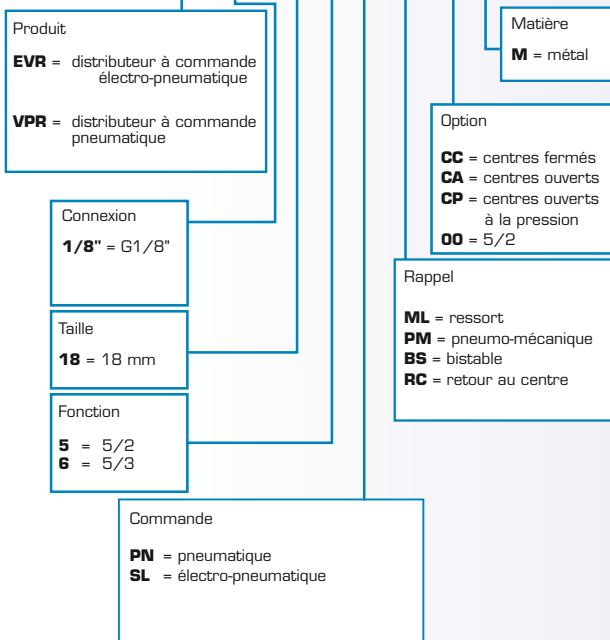 Produit
EVR = distributeur à commande
électro-pneumatique
VPR = distributeur à commande
pneumatique
Matière
M = métal
Option
CC = centres fermés
CA = centres ouverts
CP = centres ouverts
à la pression
00 = 5/2
Connexion
1/8" = G1/8"
Rappel
ML = ressort
PM = pneumo-mécanique
BS = bistable
RC = retour au centre
Taille
18 = 18 mm
Fonction
5 = 5/2
6 = 5/3
Commande
PN = pneumatique
SL = électro-pneumatique